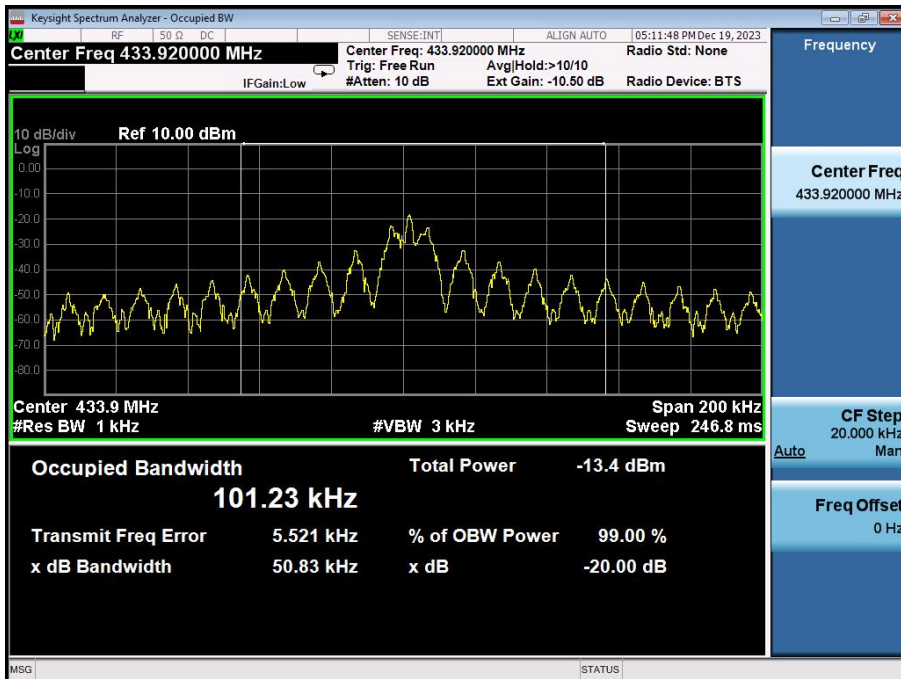 Keysight Spectrum Analyzer - Occupied BW
LXI RF 50 Ω DC SENSE:INT ALIGN AUTO 05:11:48 PM Dec 19, 2023
Center Freq 433.920000 MHz
Center Freq: 433.920000 MHz Radio Std: None
Trig: Free Run Avg|Hold:>10/10
IFGain:Low #Atten: 10 dB Ext Gain: -10.50 dB Radio Device: BTS
10 dB/div Ref 10.00 dBm
Log
0.00
-10.0
-20.0
-30.0
-40.0
-50.0
-60.0
-70.0
-80.0
Center 433.9 MHz Span 200 kHz
#Res BW 1 kHz #VBW 3 kHz Sweep 246.8 ms
Occupied Bandwidth Total Power -13.4 dBm
101.23 kHz
Transmit Freq Error 5.521 kHz % of OBW Power 99.00 %
x dB Bandwidth 50.83 kHz x dB -20.00 dB
MSG STATUS
Frequency
Center Freq
433.920000 MHz
CF Step
20.000 kHz
Auto Man
Freq Offset
0 Hz